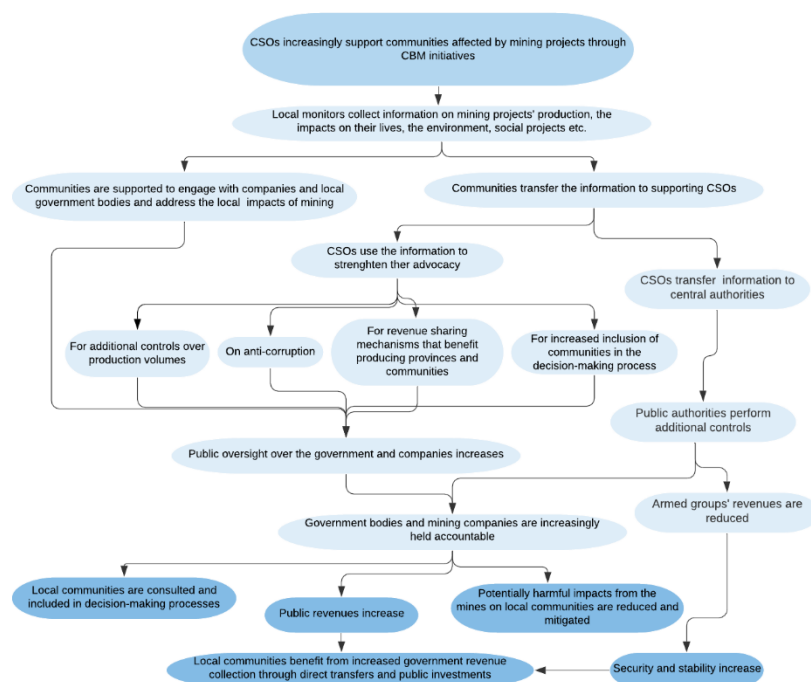 CSOs increasingly support communities affected by mining projects through
CBM initiatives
Local monitors collect information on mining projects' production, the
impacts on their lives, the environment, social projects etc.
Communities are supported to engage with companies and local
government bodies and address the local impacts of mining
Communities transfer the information to supporting CSOs
CSOs use the information to
strenghten ther advocacy
CSOs transfer information to
central authorities
For additional controls over
production volumes
On anti-corruption
For revenue sharing
mechanisms that benefit
producing provinces and
communities
For increased inclusion of
communities in the
decision-making process
Public authorities perform
additional controls
Public oversight over the government and companies increases
Armed groups' revenues are
reduced
Government bodies and mining companies are increasingly
held accountable
Local communities are consulted and
included in decision-making processes
Public revenues increase
Potentially harmful impacts from the
mines on local communities are reduced and
mitigated
Local communities benefit from increased government revenue
collection through direct transfers and public investments
Security and stability increase